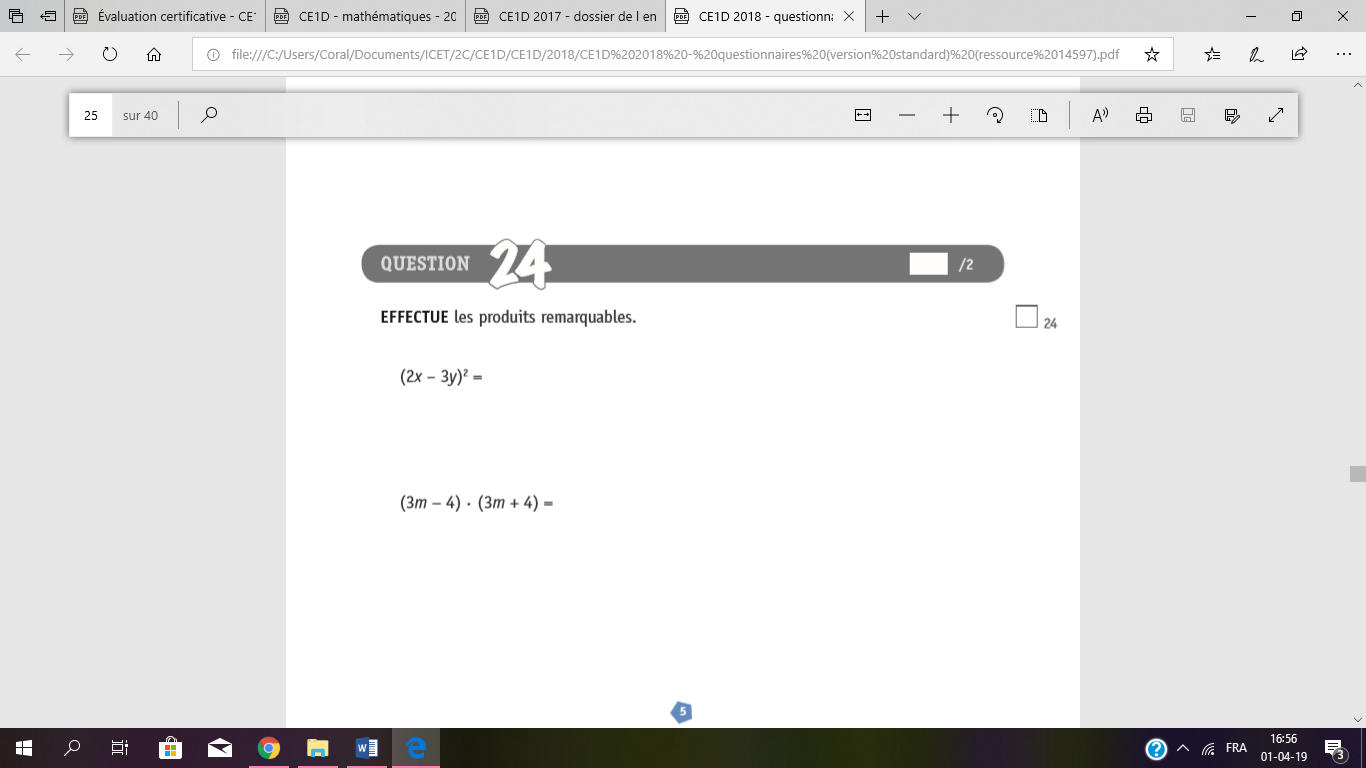 Évaluation certificative - CE1
CE1D - mathématiques - 20
CE1D 2017 - dossier de l en
CE1D 2018 - questionna
file:///C:/Users/Coral/Documents/ICET/2C/CE1D/CE1D/2018/CE1D%202018%20-%20questionnaires%20(version%20standard)%20(ressource%2014597).pdf
25 sur 40
QUESTION 24 /2
EFFECTUE les produits remarquables.
24
(2x – 3y)² =
(3m – 4) · (3m + 4) =
5
FRA
16:56
01-04-19
3